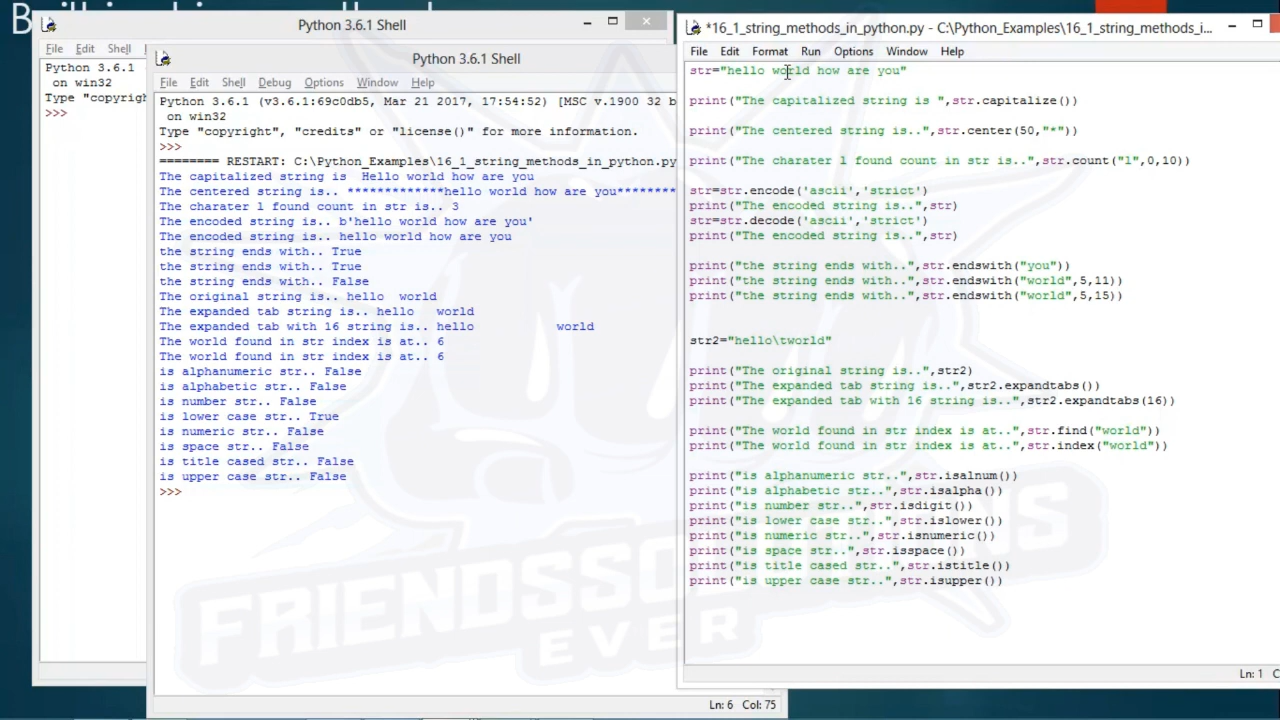 Python 3.6.1 Shell
File Edit Shell
Python 3.6.1
on win32
Type "copyrigh
>>>
Python 3.6.1 Shell
File Edit Shell Debug Options Window Help
Python 3.6.1 (v3.6.1:69c0db5, Mar 21 2017, 17:54:52) [MSC v.1900 32 b
on win32
Type "copyright", "credits" or "license()" for more information.
>>>
======== RESTART: C:\Python_Examples\16_1_string_methods_in_python.py
The capitalized string is  Hello world how are you
The centered string is.. *************hello world how are you********
The charater l found count in str is.. 3
The encoded string is.. b'hello world how are you'
The encoded string is.. hello world how are you
the string ends with.. True
the string ends with.. True
the string ends with.. False
The original string is.. hello  world
The expanded tab string is.. hello   world
The expanded tab with 16 string is.. hello           world
The world found in str index is at.. 6
The world found in str index is at.. 6
is alphanumeric str.. False
is alphabetic str.. False
is number str.. False
is lower case str.. True
is numeric str.. False
is space str.. False
is title cased str.. False
is upper case str.. False
>>>
Ln: 6 Col: 75
*16_1_string_methods_in_python.py - C:\Python_Examples\16_1_string_methods_i...
File Edit Format Run Options Window Help
str="hello world how are you"
print("The capitalized string is ",str.capitalize())
print("The centered string is..",str.center(50,"*"))
print("The charater l found count in str is..",str.count("l",0,10))
str=str.encode('ascii','strict')
print("The encoded string is..",str)
str=str.decode('ascii','strict')
print("The encoded string is..",str)
print("the string ends with..",str.endswith("you"))
print("the string ends with..",str.endswith("world",5,11))
print("the string ends with..",str.endswith("world",5,15))
str2="hello\tworld"
print("The original string is..",str2)
print("The expanded tab string is..",str2.expandtabs())
print("The expanded tab with 16 string is..",str2.expandtabs(16))
print("The world found in str index is at..",str.find("world"))
print("The world found in str index is at..",str.index("world"))
print("is alphanumeric str..",str.isalnum())
print("is alphabetic str..",str.isalpha())
print("is number str..",str.isdigit())
print("is lower case str..",str.islower())
print("is numeric str..",str.isnumeric())
print("is space str..",str.isspace())
print("is title cased str..",str.istitle())
print("is upper case str..",str.isupper())
Ln: 1
FRIENDSSC
EVER